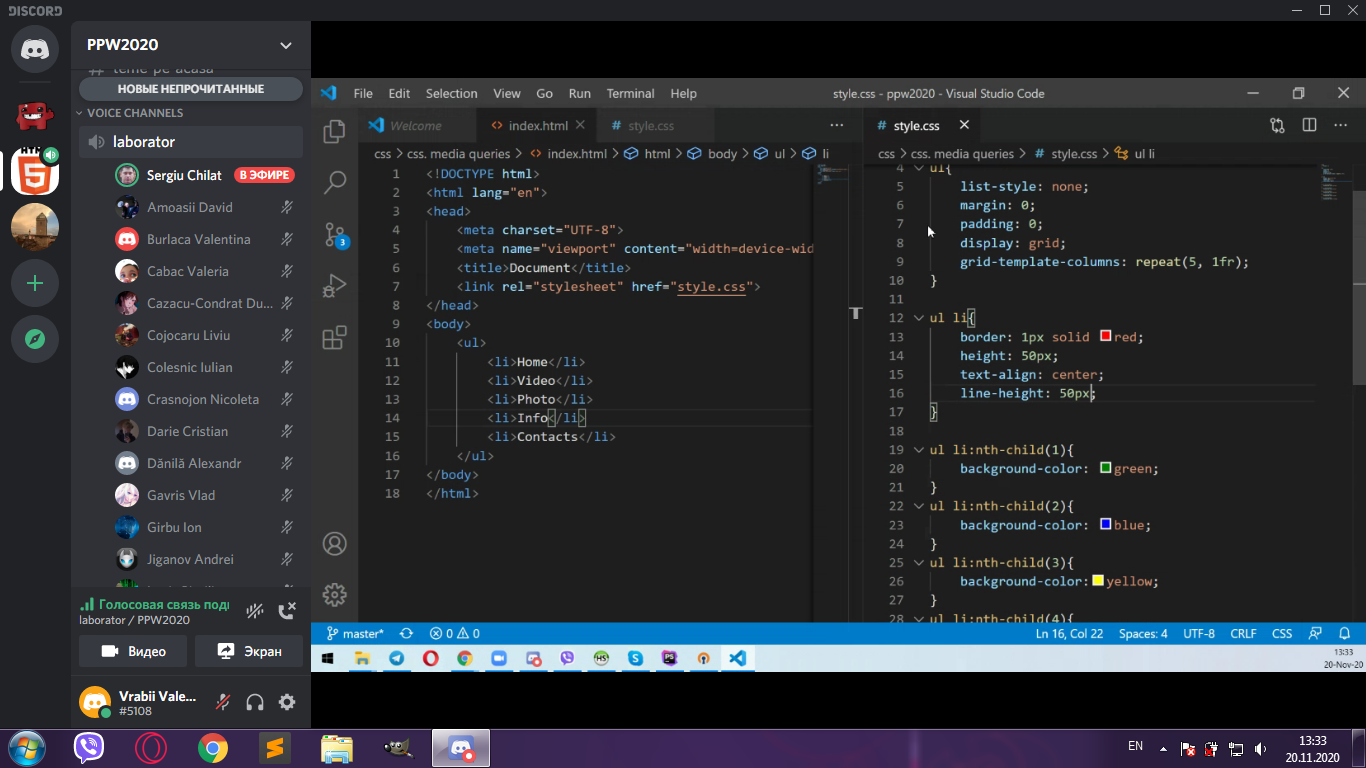 DISCORD
PPW2020
# teme-pe-acasa
НОВЫЕ НЕПРОЧИТАННЫЕ
VOICE CHANNELS
laborator
Sergiu Chilat В ЭФИРЕ
Amoasii David
Burlaca Valentina
Cabac Valeria
Cazacu-Condrat Du...
Cojocaru Liviu
Colesnic Iulian
Crasnojon Nicoleta
Darie Cristian
Dănilă Alexandr
Gavris Vlad
Girbu Ion
Jiganov Andrei
Голосовая связь подк
laborator / PPW2020
Видео
Экран
Vrabii Vale...
#5108
File Edit Selection View Go Run Terminal Help
style.css - ppw2020 - Visual Studio Code
Welcome
index.html
# style.css
css > css. media queries > <> index.html > html > body > ul > li
1 <!DOCTYPE html>
2 <html lang="en">
3 <head>
4 <meta charset="UTF-8">
5 <meta name="viewport" content="width=device-wid
6 <title>Document</title>
7 <link rel="stylesheet" href="style.css">
8 </head>
9 <body>
10 <ul>
11 <li>Home</li>
12 <li>Video</li>
13 <li>Photo</li>
14 <li>Info</li>
15 <li>Contacts</li>
16 </ul>
17 </body>
18 </html>
# style.css
css > css. media queries > # style.css > ul li
4 ul{
5 list-style: none;
6 margin: 0;
7 padding: 0;
8 display: grid;
9 grid-template-columns: repeat(5, 1fr);
10 }
11
12 ul li{
13 border: 1px solid red;
14 height: 50px;
15 text-align: center;
16 line-height: 50px;
17 }
18
19 ul li:nth-child(1){
20 background-color: green;
21 }
22 ul li:nth-child(2){
23 background-color: blue;
24 }
25 ul li:nth-child(3){
26 background-color:yellow;
27 }
28 ul li:nth-child(4){
3
master*
0 0
Ln 16, Col 22
Spaces: 4
UTF-8
CRLF
CSS
HS
PS
13:33
20-Nov-20
EN
13:33
20.11.2020